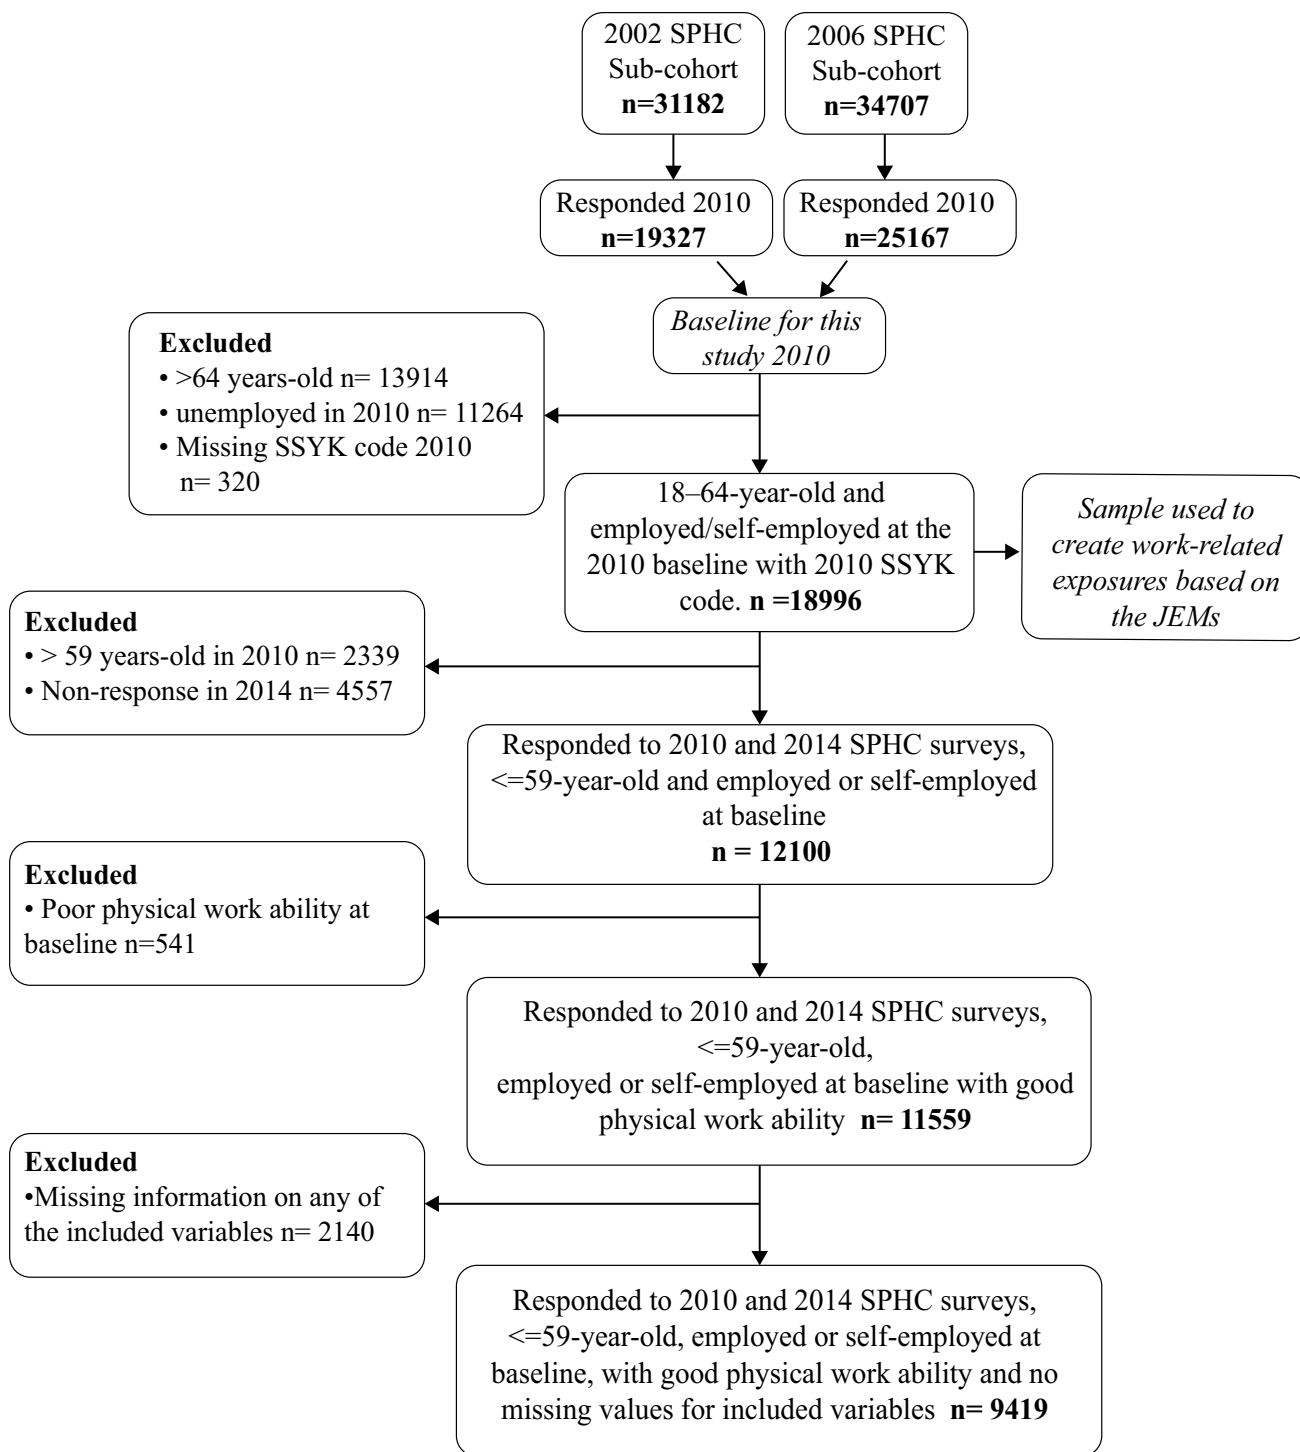 2002 SPHC
Sub-cohort
n=31182
2006 SPHC
Sub-cohort
n=34707
Responded 2010
n=19327
Responded 2010
n=25167
Baseline for this
study 2010
Excluded
• >64 years-old n= 13914
• unemployed in 2010 n= 11264
• Missing SSYK code 2010
n= 320
18–64-year-old and
employed/self-employed at the
2010 baseline with 2010 SSYK
code. n =18996
Sample used to
create work-related
exposures based on
the JEMs
Excluded
• > 59 years-old in 2010 n= 2339
• Non-response in 2014 n= 4557
Responded to 2010 and 2014 SPHC surveys,
<=59-year-old and employed or self-employed
at baseline
n = 12100
Excluded
• Poor physical work ability at
baseline n=541
Responded to 2010 and 2014 SPHC surveys,
<=59-year-old,
employed or self-employed at baseline with good
physical work ability n= 11559
Excluded
•Missing information on any of
the included variables n= 2140
Responded to 2010 and 2014 SPHC surveys,
<=59-year-old, employed or self-employed at
baseline, with good physical work ability and no
missing values for included variables n= 9419